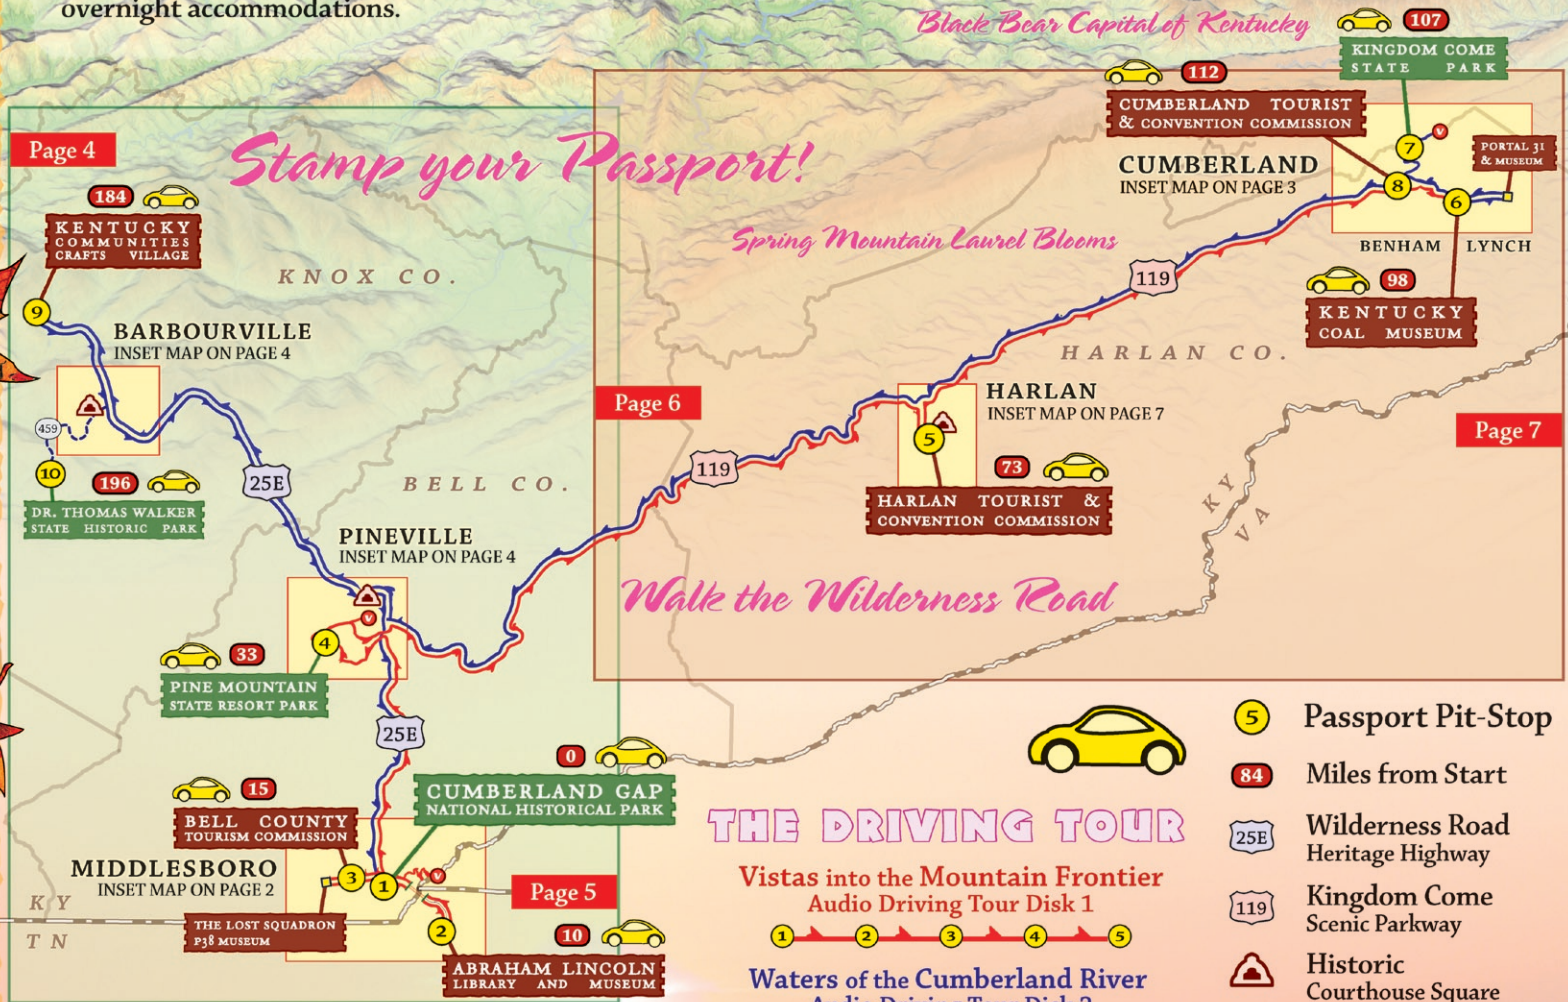 overnight accommodations.
Black Bear Capital of Kentucky
107
KINGDOM COME
STATE PARK
112
CUMBERLAND TOURIST
& CONVENTION COMMISSION
Page 4
Stamp your Passport!
CUMBERLAND
INSET MAP ON PAGE 3
7
V
PORTAL 31
& MUSEUM
8
6
184
KENTUCKY
COMMUNITIES
CRAFTS VILLAGE
Spring Mountain Laurel Blooms
BENHAM
LYNCH
KNOX CO.
119
98
KENTUCKY
COAL MUSEUM
9
BARBOURVILLE
INSET MAP ON PAGE 4
HARLAN CO.
HARLAN
INSET MAP ON PAGE 7
Page 6
Page 7
459
5
10
196
DR. THOMAS WALKER
STATE HISTORIC PARK
25E
BELL CO.
119
73
HARLAN TOURIST &
CONVENTION COMMISSION
KY
VA
PINEVILLE
INSET MAP ON PAGE 4
Walk the Wilderness Road
V
4
33
PINE MOUNTAIN
STATE RESORT PARK
25E
0
CUMBERLAND GAP
NATIONAL HISTORICAL PARK
15
BELL COUNTY
TOURISM COMMISSION
MIDDLESBORO
INSET MAP ON PAGE 2
3
1
V
Page 5
KY
TN
THE LOST SQUADRON
P38 MUSEUM
2
10
ABRAHAM LINCOLN
LIBRARY AND MUSEUM
THE DRIVING TOUR
Vistas into the Mountain Frontier
Audio Driving Tour Disk 1
1 2 3 4 5
Waters of the Cumberland River
Audio Driving Tour Disk 2
5 Passport Pit-Stop
84 Miles from Start
25E Wilderness Road
Heritage Highway
119 Kingdom Come
Scenic Parkway
Historic
Courthouse Square